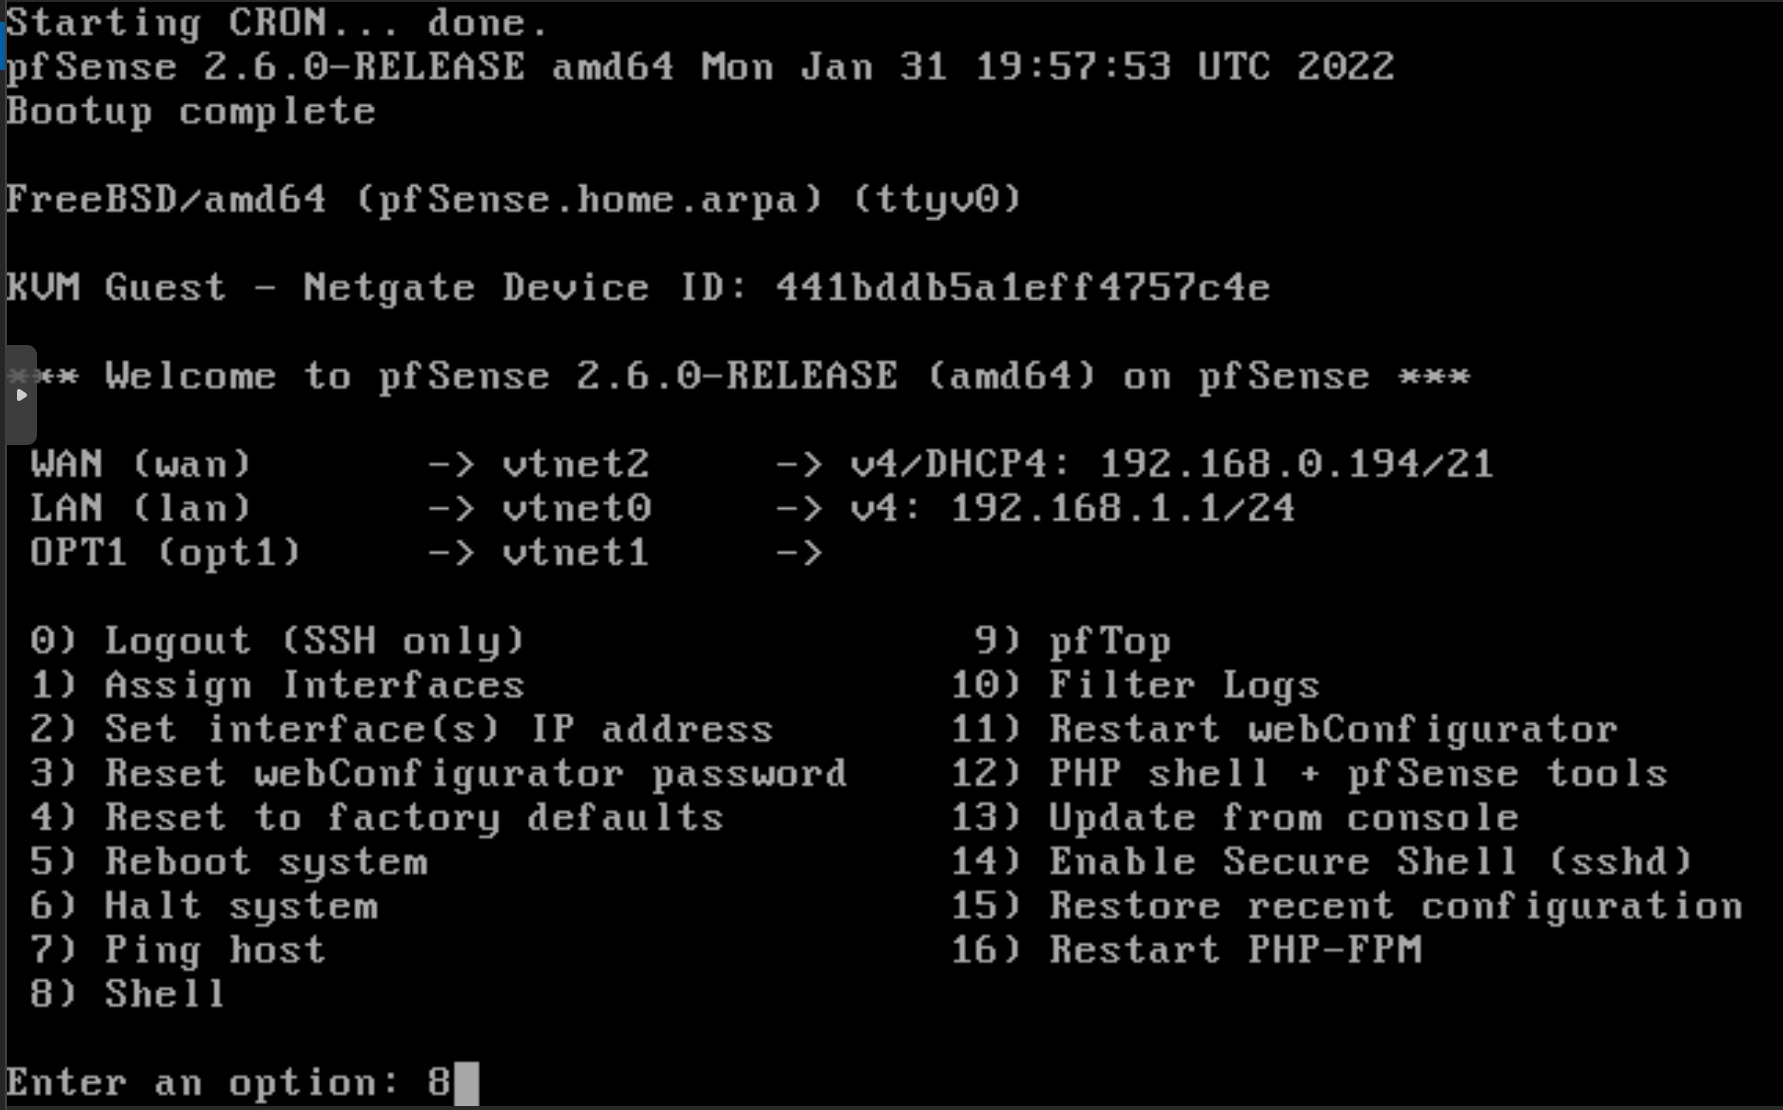 Starting CRON... done.
pfSense 2.6.0-RELEASE amd64 Mon Jan 31 19:57:53 UTC 2022
Bootup complete
FreeBSD/amd64 (pfSense.home.arpa) (ttyv0)
KVM Guest - Netgate Device ID: 441bddb5a1eff4757c4e
*** Welcome to pfSense 2.6.0-RELEASE (amd64) on pfSense ***
WAN (wan) -> vtnet2 -> v4/DHCP4: 192.168.0.194/21
LAN (lan) -> vtnet0 -> v4: 192.168.1.1/24
OPT1 (opt1) -> vtnet1 ->
0) Logout (SSH only) 9) pfTop
1) Assign Interfaces 10) Filter Logs
2) Set interface(s) IP address 11) Restart webConfigurator
3) Reset webConfigurator password 12) PHP shell + pfSense tools
4) Reset to factory defaults 13) Update from console
5) Reboot system 14) Enable Secure Shell (sshd)
6) Halt system 15) Restore recent configuration
7) Ping host 16) Restart PHP-FPM
8) Shell
Enter an option: 8